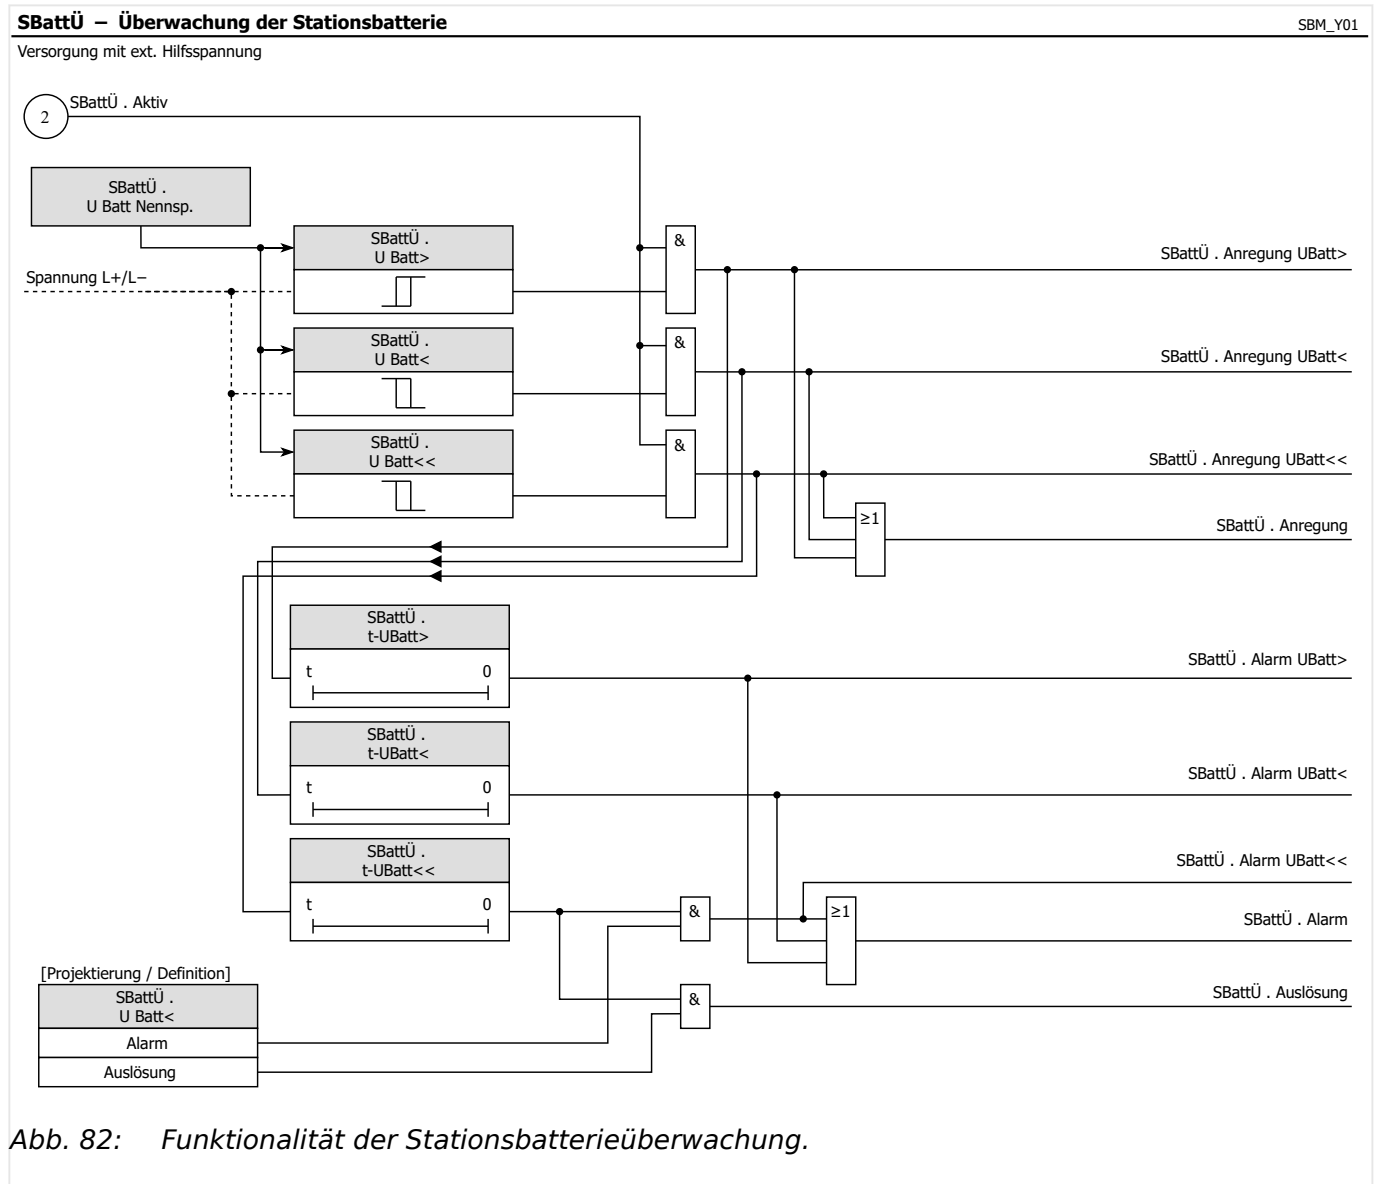 SBattÜ − Überwachung der Stationsbatterie
SBM_Y01
Versorgung mit ext. Hilfsspannung
SBattÜ . Aktiv
2
SBattÜ .
U Batt Nennsp.
Spannung L+/L−
SBattÜ .
U Batt>
&
SBattÜ . Anregung UBatt>
SBattÜ .
U Batt<
&
SBattÜ . Anregung UBatt<
SBattÜ .
U Batt<<
&
SBattÜ . Anregung UBatt<<
≥1
SBattÜ . Anregung
SBattÜ .
t-UBatt>
t 0
SBattÜ . Alarm UBatt>
SBattÜ .
t-UBatt<
t 0
SBattÜ . Alarm UBatt<
SBattÜ .
t-UBatt<<
t 0
&
SBattÜ . Alarm UBatt<<
≥1
SBattÜ . Alarm
[Projektierung / Definition]
SBattÜ .
U Batt<
Alarm
Auslösung
&
SBattÜ . Auslösung
Abb. 82: Funktionalität der Stationsbatterieüberwachung.